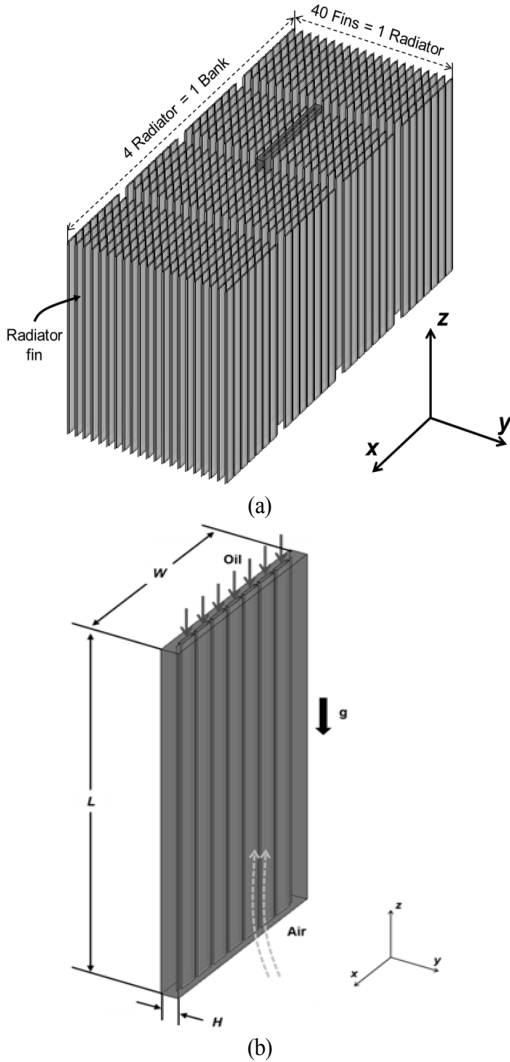 40 Fins = 1 Radiator
4 Radiator = 1 Bank
Radiator
fin
z
y
x
(a)
W
Oil
g
L
Air
H
z
y
x
(b)